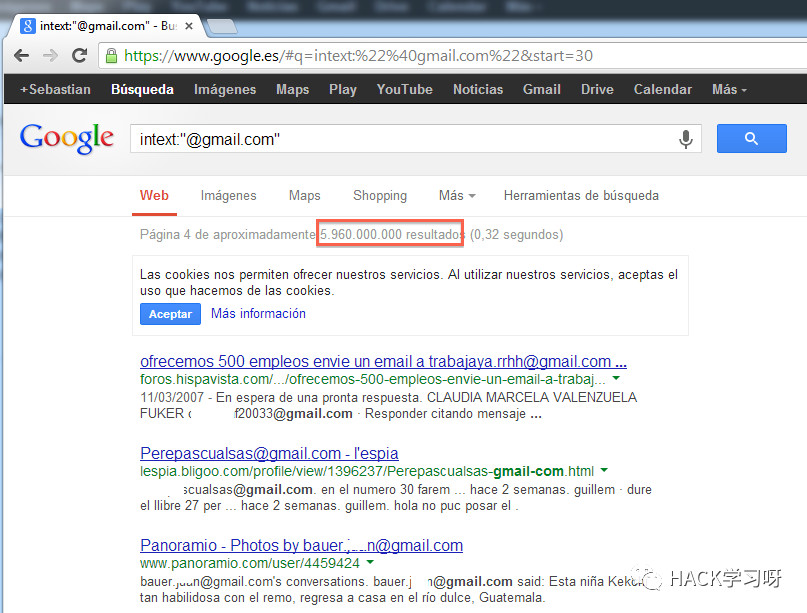 intext:"@gmail.com" - Bu
https://www.google.es/#q=intext:%22%40gmail.com%22&start=30
+Sebastian Búsqueda Imágenes Maps Play YouTube Noticias Gmail Drive Calendar Más
Google
intext:"@gmail.com"
Web Imágenes Maps Shopping Más Herramientas de búsqueda
Página 4 de aproximadamente 5.960.000.000 resultados (0,32 segundos)
Las cookies nos permiten ofrecer nuestros servicios. Al utilizar nuestros servicios, aceptas el
uso que hacemos de las cookies.
Aceptar Más información
ofrecemos 500 empleos envie un email a trabajaya.rrhh@gmail.com ...
foros.hispavista.com/.../ofrecemos-500-empleos-envie-un-email-a-trabaj...
11/03/2007 - En espera de una pronta respuesta. CLAUDIA MARCELA VALENZUELA
FUKER f20033@gmail.com · Responder citando mensaje ...
Perepascualsas@gmail.com - l'espia
lespia.bligoo.com/profile/view/1396237/Perepascualsas-gmail-com.html
scualsas@gmail.com. en el numero 30 farem ... hace 2 semanas. guillem · dure
el llibre 27 per ... hace 2 semanas. guillem. hola no puc posar el .
Panoramio - Photos by bauer. n@gmail.com
www.panoramio.com/user/4459424
gmail.com's conversations. bauer.j n@gmail.com said: Esta niña
tan habilidosa con el remo, regresa a casa en el río dulce, Guatemala.
HACK学习呀